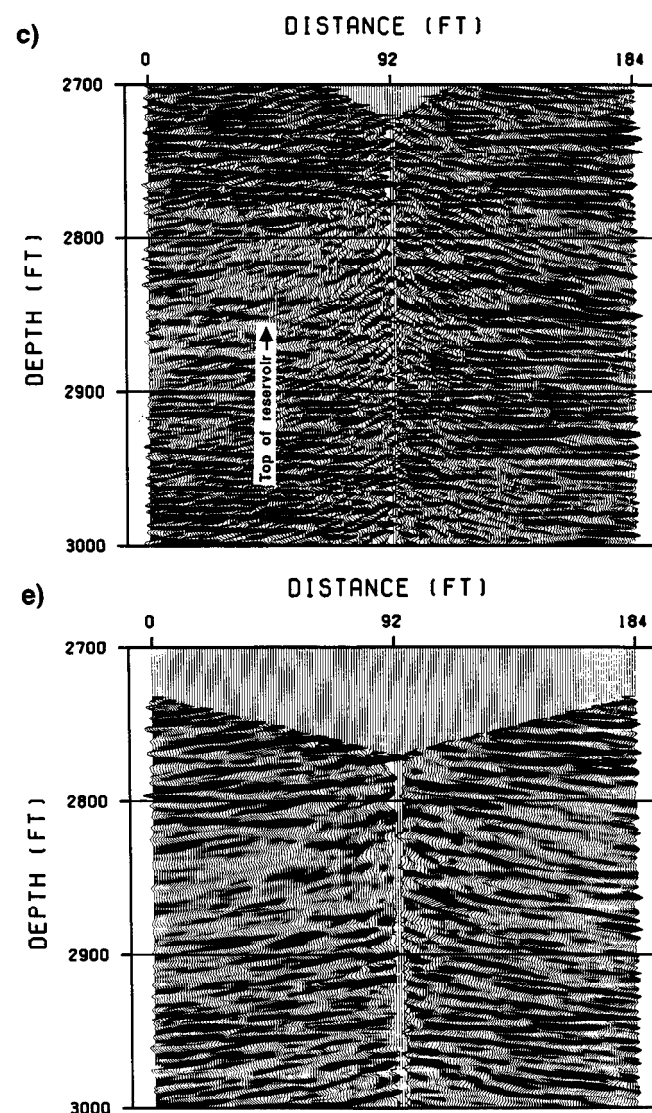 c)
DISTANCE (FT)
0 92 184
2700
2800
DEPTH (FT)
2900
Top of reservoir
3000
e)
DISTANCE (FT)
0 92 184
2700
2800
DEPTH (FT)
2900
3000